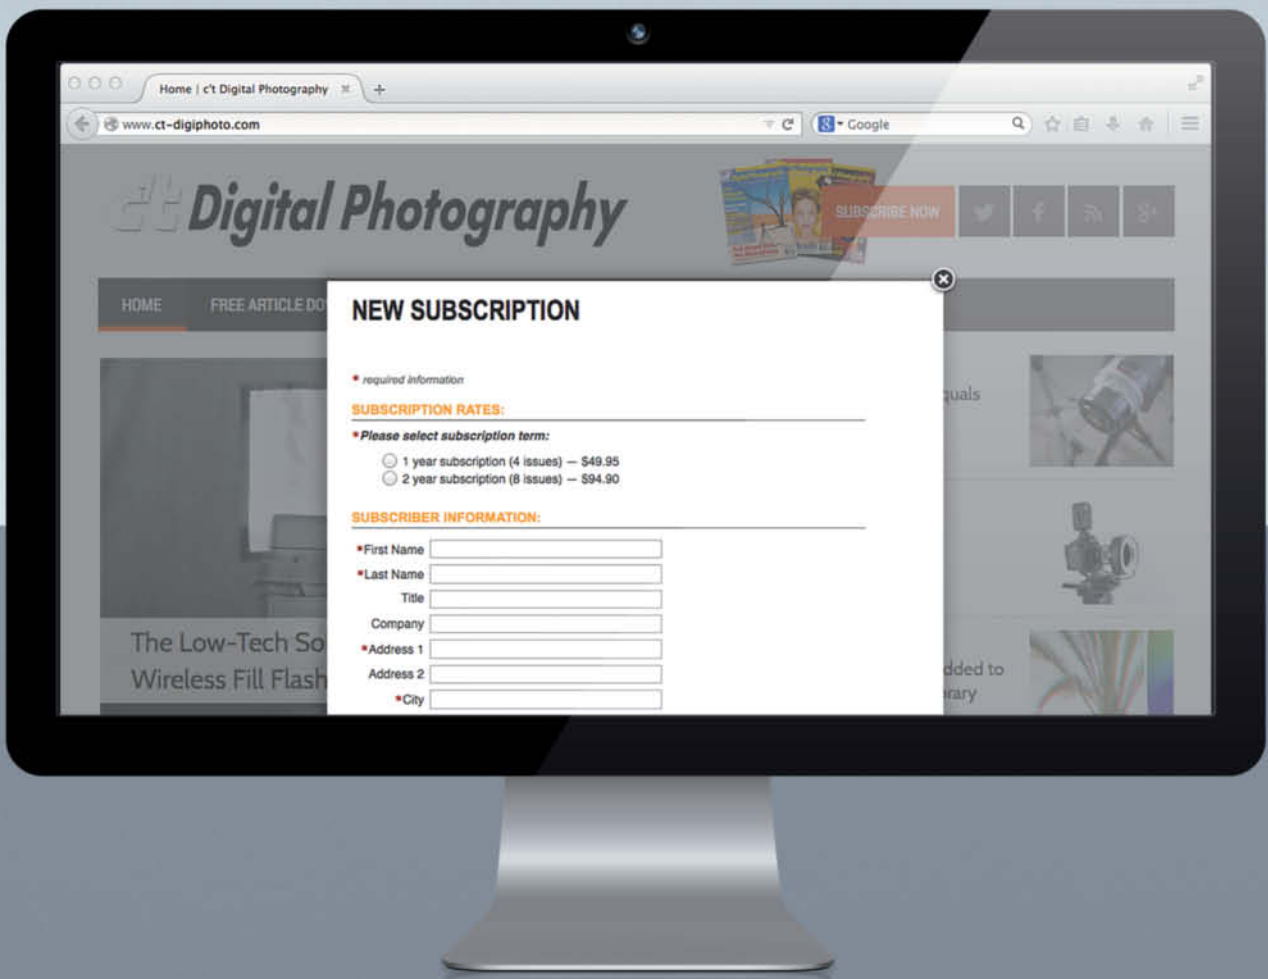 Home | c't Digital Photography
www.ct-digiphoto.com
Google
c't Digital Photography
SUBSCRIBE NOW
HOME
FREE ARTICLE DO
NEW SUBSCRIPTION
* required information
SUBSCRIPTION RATES:
*Please select subscription term:
1 year subscription (4 issues) — $49.95
2 year subscription (8 issues) — $94.90
SUBSCRIBER INFORMATION:
*First Name
*Last Name
Title
Company
*Address 1
Address 2
*City
The Low-Tech So
Wireless Fill Flash
quals
dded to
rary